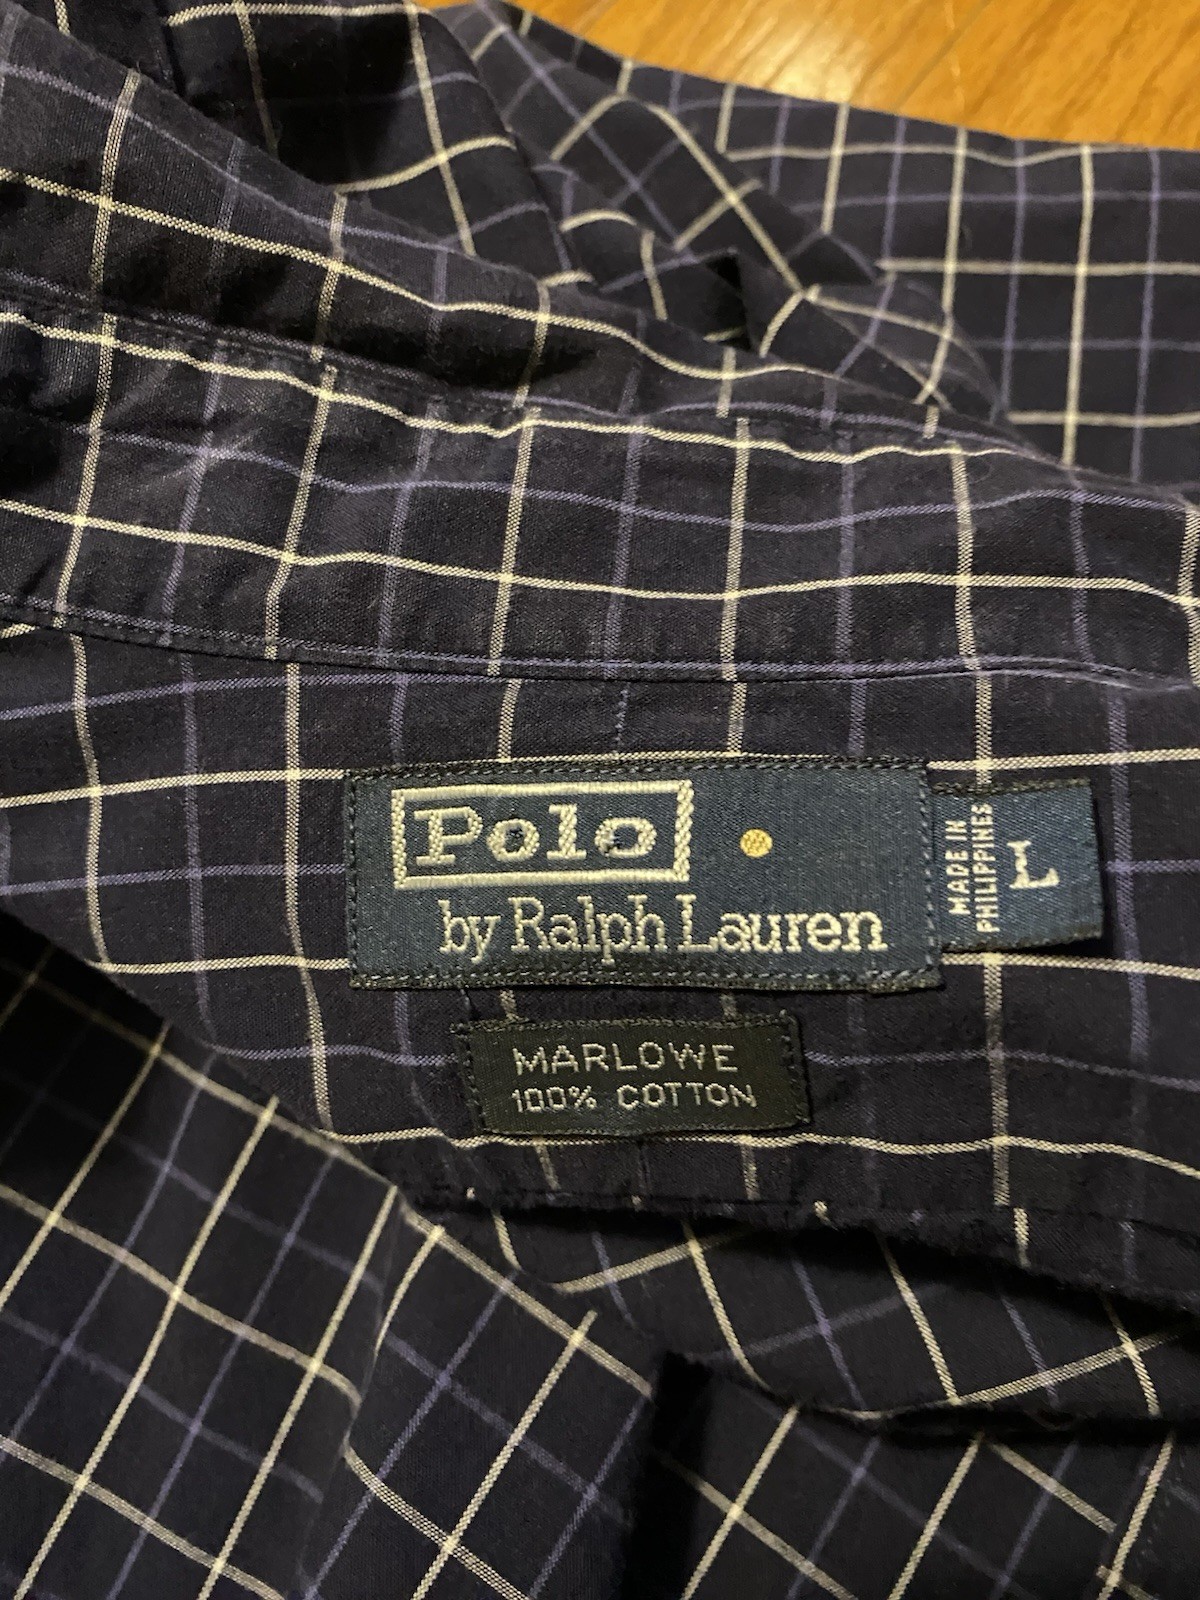 Polo
by Ralph Lauren
MADE IN
PHILIPPINES
L
MARLOWE
100% COTTON